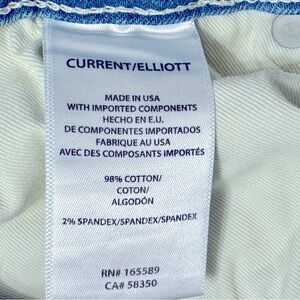 CURRENT/ELLIOTT
MADE IN USA
WITH IMPORTED COMPONENTS
HECHO EN E.U.
DE COMPONENTES IMPORTADOS
FABRIQUE AU USA
AVEC DES COMPOSANTS IMPORTÉS
98% COTTON/
COTON/
ALGODÓN
2% SPANDEX/SPANDEX/SPANDEX
RN# 165589
CA# 58350